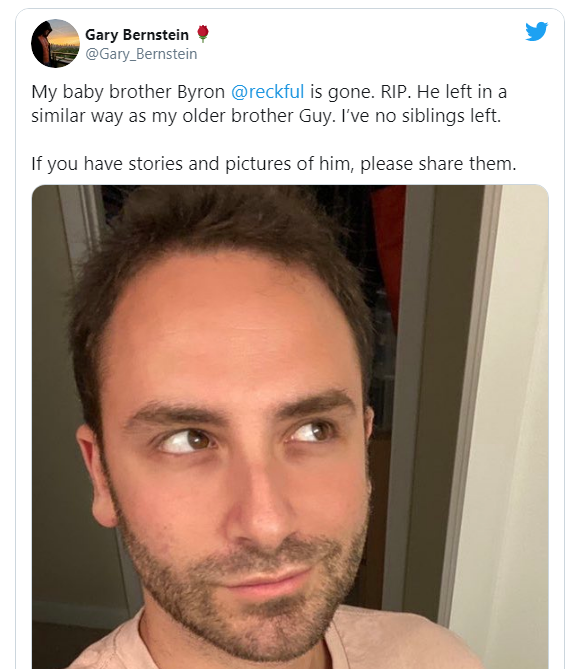 Gary Bernstein 🌹
@Gary_Bernstein
My baby brother Byron @reckful is gone. RIP. He left in a
similar way as my older brother Guy. I’ve no siblings left.
If you have stories and pictures of him, please share them.